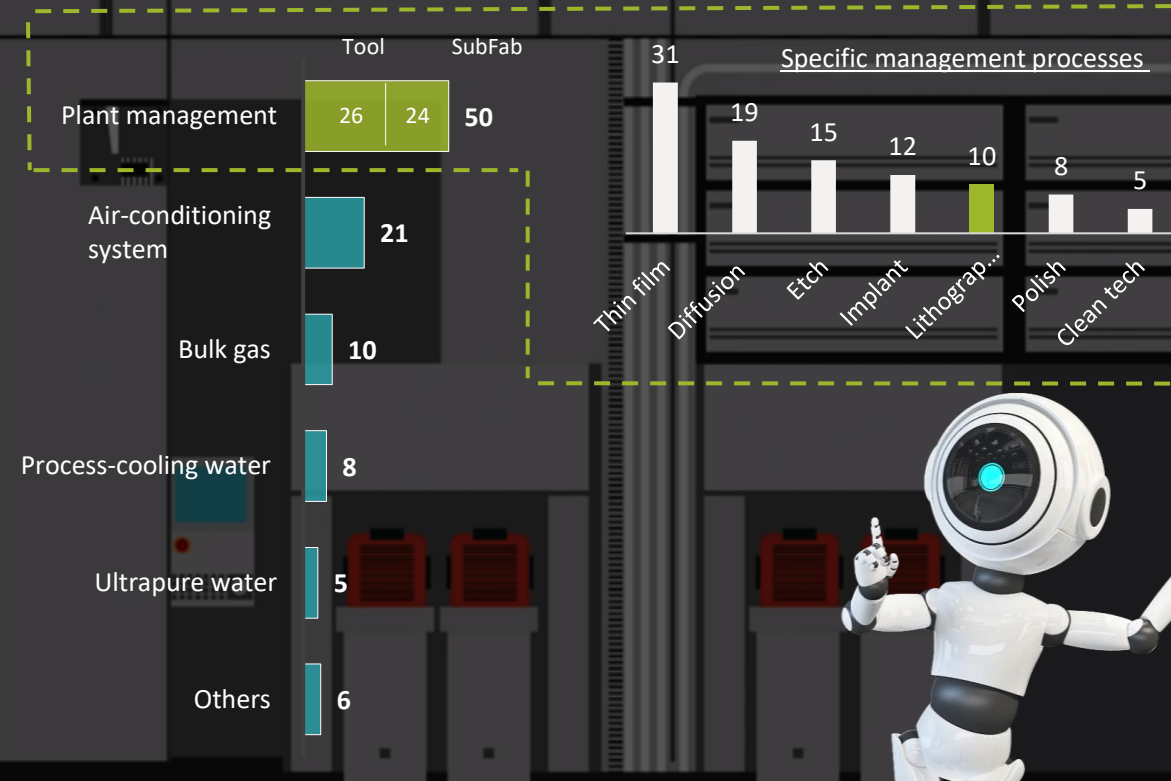 Tool SubFab
Plant management 26 24 50
Air-conditioning
system
21
Bulk gas 10
Process-cooling water 8
Ultrapure water 5
Others 6
Specific management processes
31 19 15 12 10 8 5
Thin film
Diffusion
Etch
Implant
Lithograp...
Polish
Clean tech